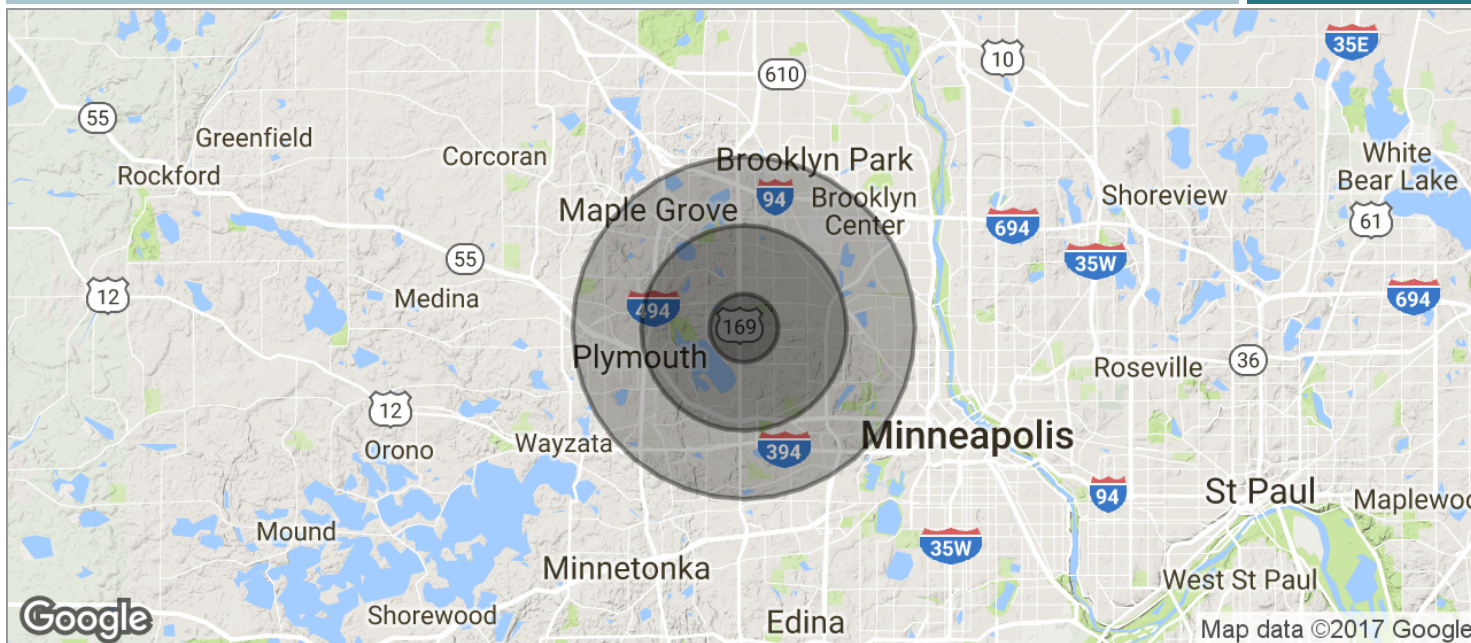 35E
10
610
55
Greenfield
Corcoran
Brooklyn Park
White
Bear Lake
Rockford
94
Brooklyn
Center
Shoreview
Maple Grove
61
694
35W
55
12
Medina
494
694
169
Plymouth
Roseville
36
12
Orono
Wayzata
394
Minneapolis
94
St Paul
Maplewoo
Mound
35W
Minnetonka
West St Paul
Shorewood
Edina
Google
Map data ©2017 Google